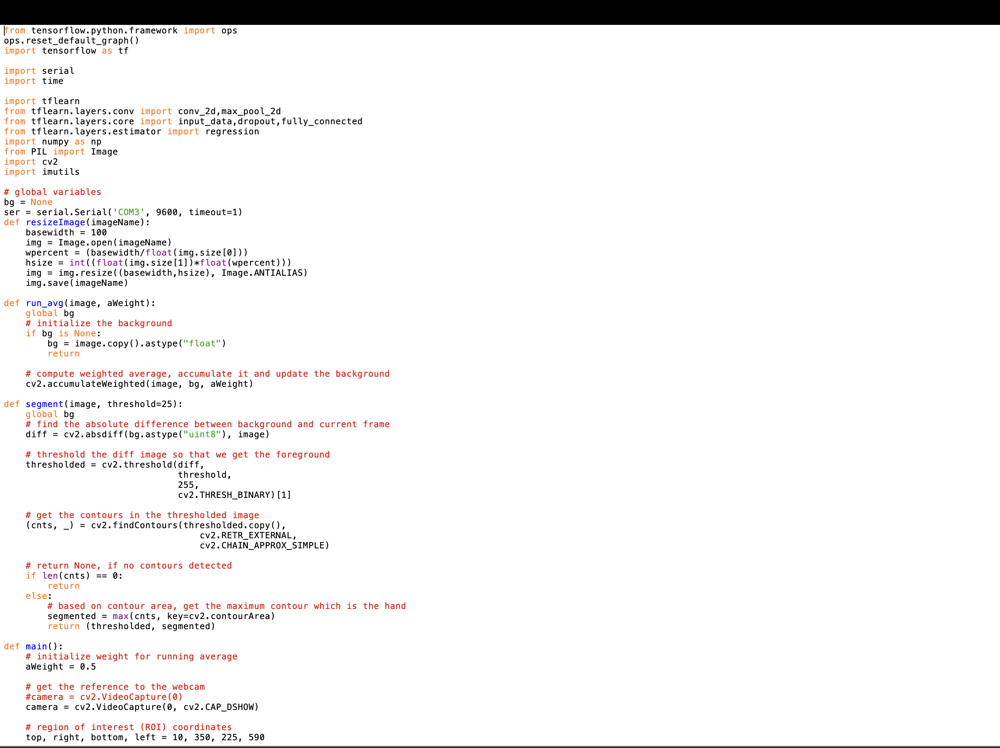 from tensorflow.python.framework import ops
ops.reset_default_graph()
import tensorflow as tf

import serial
import time

import tflearn
from tflearn.layers.conv import conv_2d,max_pool_2d
from tflearn.layers.core import input_data,dropout,fully_connected
from tflearn.layers.estimator import regression
import numpy as np
from PIL import Image
import cv2
import imutils

# global variables
bg = None
ser = serial.Serial('COM3', 9600, timeout=1)
def resizeImage(imageName):
    basewidth = 100
    img = Image.open(imageName)
    wpercent = (basewidth/float(img.size[0]))
    hsize = int((float(img.size[1])*float(wpercent)))
    img = img.resize((basewidth,hsize), Image.ANTIALIAS)
    img.save(imageName)

def run_avg(image, aWeight):
    global bg
    # initialize the background
    if bg is None:
        bg = image.copy().astype("float")
        return

    # compute weighted average, accumulate it and update the background
    cv2.accumulateWeighted(image, bg, aWeight)

def segment(image, threshold=25):
    global bg
    # find the absolute difference between background and current frame
    diff = cv2.absdiff(bg.astype("uint8"), image)

    # threshold the diff image so that we get the foreground
    thresholded = cv2.threshold(diff,
                                threshold,
                                255,
                                cv2.THRESH_BINARY)[1]

    # get the contours in the thresholded image
    (cnts, _) = cv2.findContours(thresholded.copy(),
                                    cv2.RETR_EXTERNAL,
                                    cv2.CHAIN_APPROX_SIMPLE)

    # return None, if no contours detected
    if len(cnts) == 0:
        return
    else:
        # based on contour area, get the maximum contour which is the hand
        segmented = max(cnts, key=cv2.contourArea)
        return (thresholded, segmented)

def main():
    # initialize weight for running average
    aWeight = 0.5

    # get the reference to the webcam
    #camera = cv2.VideoCapture(0)
    camera = cv2.VideoCapture(0, cv2.CAP_DSHOW)

    # region of interest (ROI) coordinates
    top, right, bottom, left = 10, 350, 225, 590